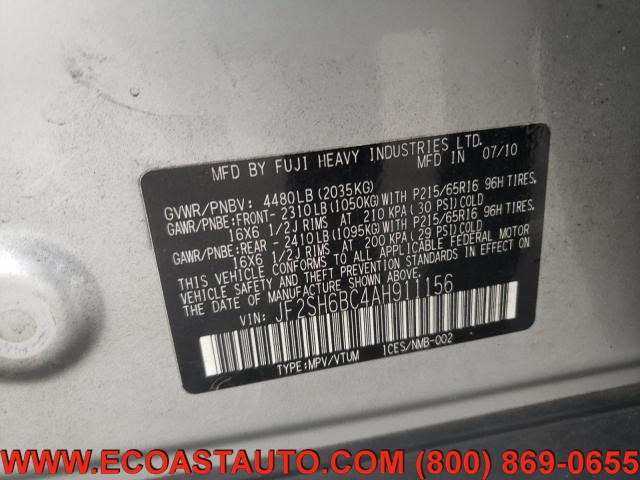 MFD BY FUJI HEAVY INDUSTRIES LTD.
MFD IN 07/10
GVWR/PNBV: 4480LB(2035KG)
GAWR/PNBE:FRONT-2310LB(1050KG)WITH P215/65R16 96H TIRES,
16X6 1/2J RIMS AT 210 KPA(30 PSI)COLD
GAWR/PNBE:REAR -2410LB(1095KG)WITH P215/65R16 96H TIRES,
16X6 1/2J RIMS AT 200 KPA(29 PSI)COLD
THIS VEHICLE CONFORMS TO ALL APPLICABLE FEDERAL MOTOR
VEHICLE SAFETY AND THEFT PREVENTION STANDARDS IN EFFECT ON
THE DATE OF MANUFACTURE SHOWN ABOVE.
VIN: JF2SH6BC4AH911156
TYPE:MPV/VTUM ICES/NMB-002
WWW.ECOASTAUTO.COM (800) 869-0655